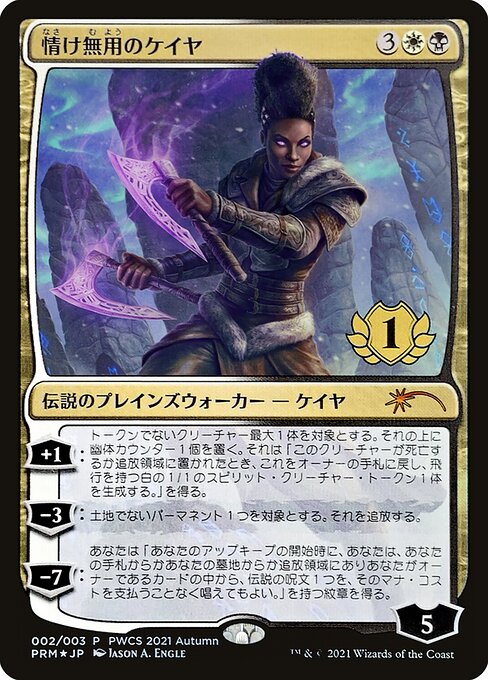 情け無用のケイヤ
なさ むよう
3
1
伝説のプレインズウォーカー — ケイヤ
+1:
トークンでないクリーチャー最大1体を対象とする。それの上に
幽体カウンター1個を置く。それは「このクリーチャーが死亡す
るか追放領域に置かれたとき、これをオーナーの手札に戻し、飛
行を持つ白の1/1のスピリット・クリーチャー・トークン1体
を生成する。」を得る。
-3:
土地でないパーマネント1つを対象とする。それを追放する。
-7:
あなたは「あなたのアップキープの開始時に、あなたは、あなた
の手札からかあなたの墓地からか追放領域にありあなたがオー
ナーであるカードの中から、伝説の呪文1つを、そのマナ・コス
トを支払うことなく唱えてもよい。」を持つ紋章を得る。
5
002/003 P PWCS 2021 Autumn
PRM★JP Jason A. Engle
™ & © 2021 Wizards of the Coast